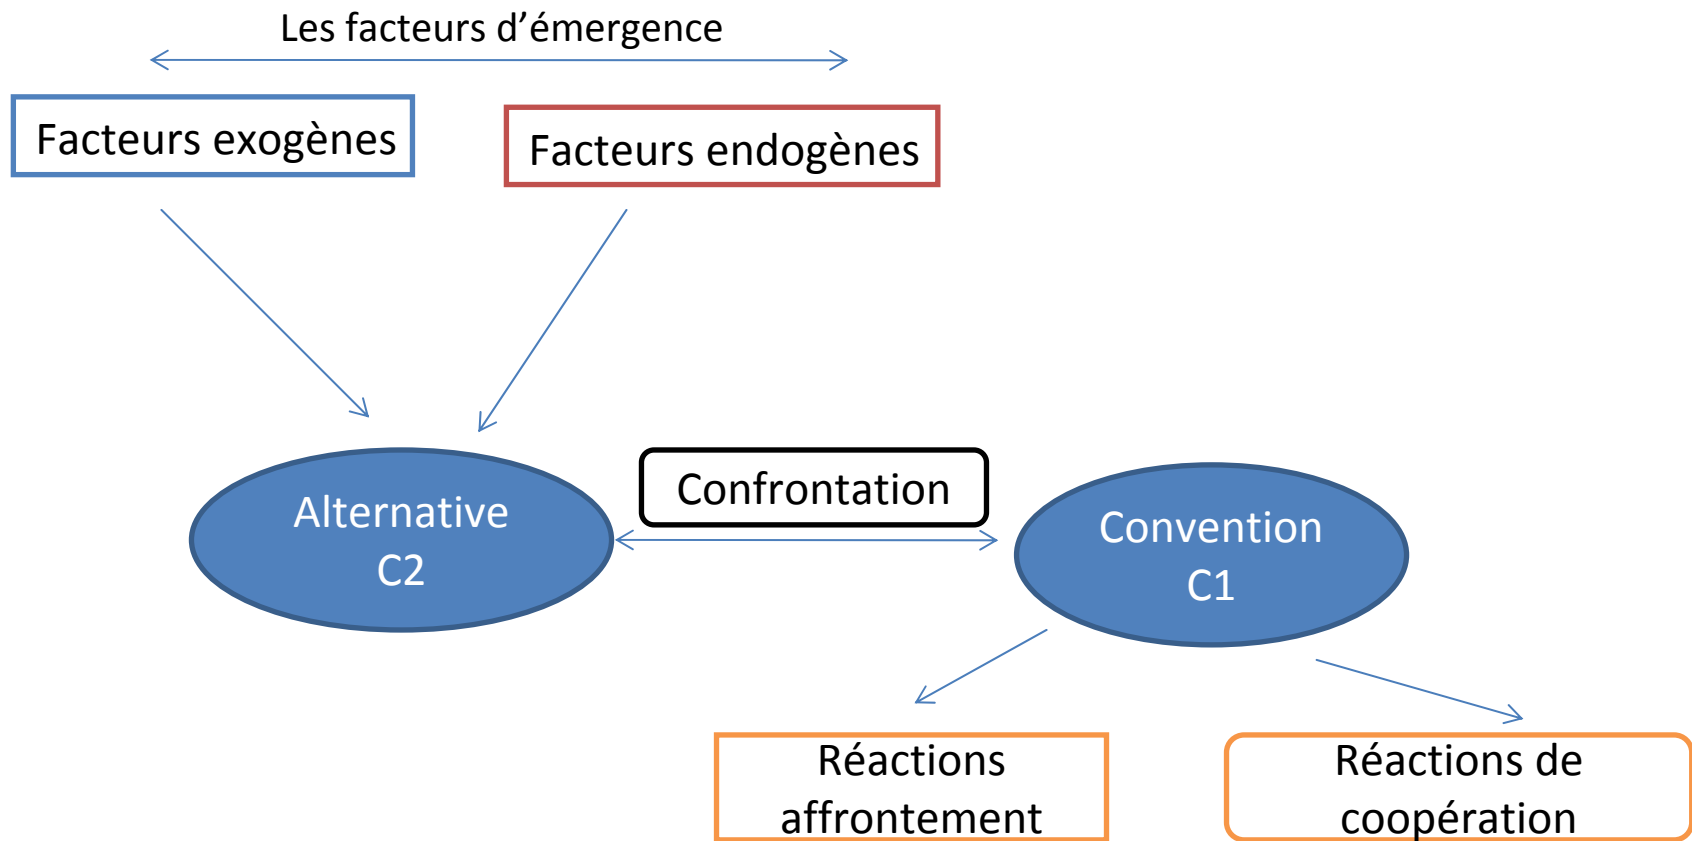 Les facteurs d’émergence
Facteurs exogènes
Facteurs endogènes
Confrontation
Alternative
C2
Convention
C1
Réactions
affrontement
Réactions de
coopération